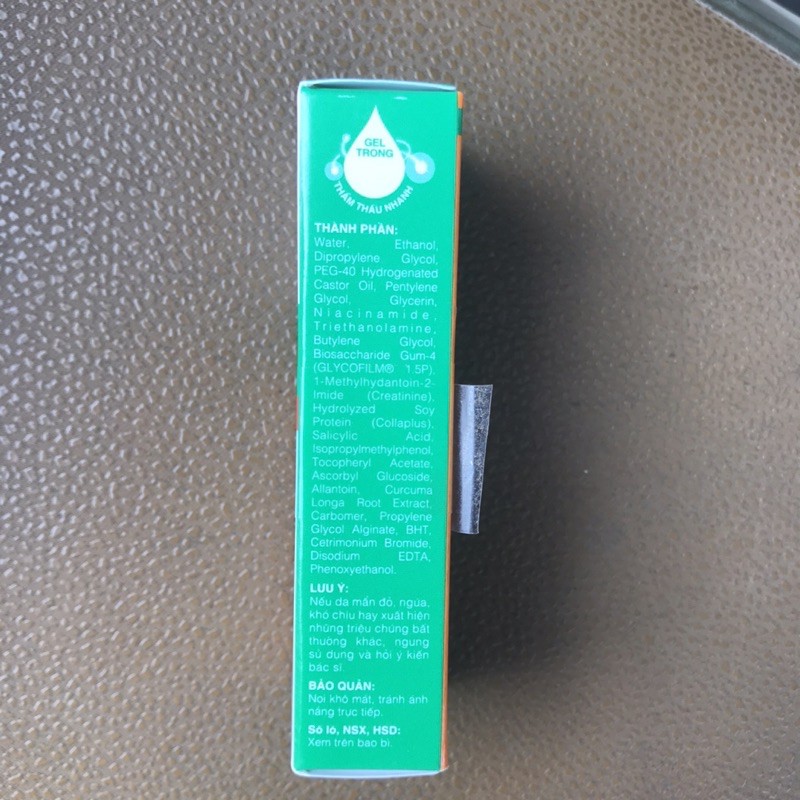 GEL
TRONG
THẨM THẤU NHANH
THÀNH PHẦN:
Water, Ethanol,
Dipropylene Glycol,
PEG-40 Hydrogenated
Castor Oil, Pentylene
Glycol, Glycerin,
Niacinamide,
Triethanolamine,
Butylene Glycol,
Biosaccharide Gum-4
(GLYCOFILM® 1.5P),
1-Methylhydantoin-2-
Imide (Creatinine),
Hydrolyzed Soy
Protein (Collaplus),
Salicylic Acid,
Isopropylmethylphenol,
Tocopheryl Acetate,
Ascorbyl Glucoside,
Allantoin, Curcuma
Longa Root Extract,
Carbomer, Propylene
Glycol Alginate, BHT,
Cetrimonium Bromide,
Disodium EDTA,
Phenoxyethanol.
LƯU Ý:
Nếu da mẩn đỏ, ngứa,
khó chịu hay xuất hiện
những triệu chứng bất
thường khác, ngưng
sử dụng và hỏi ý kiến
bác sĩ.
BẢO QUẢN:
Nơi khô mát, tránh ánh
nắng trực tiếp.
Số lô, NSX, HSD:
Xem trên bao bì.